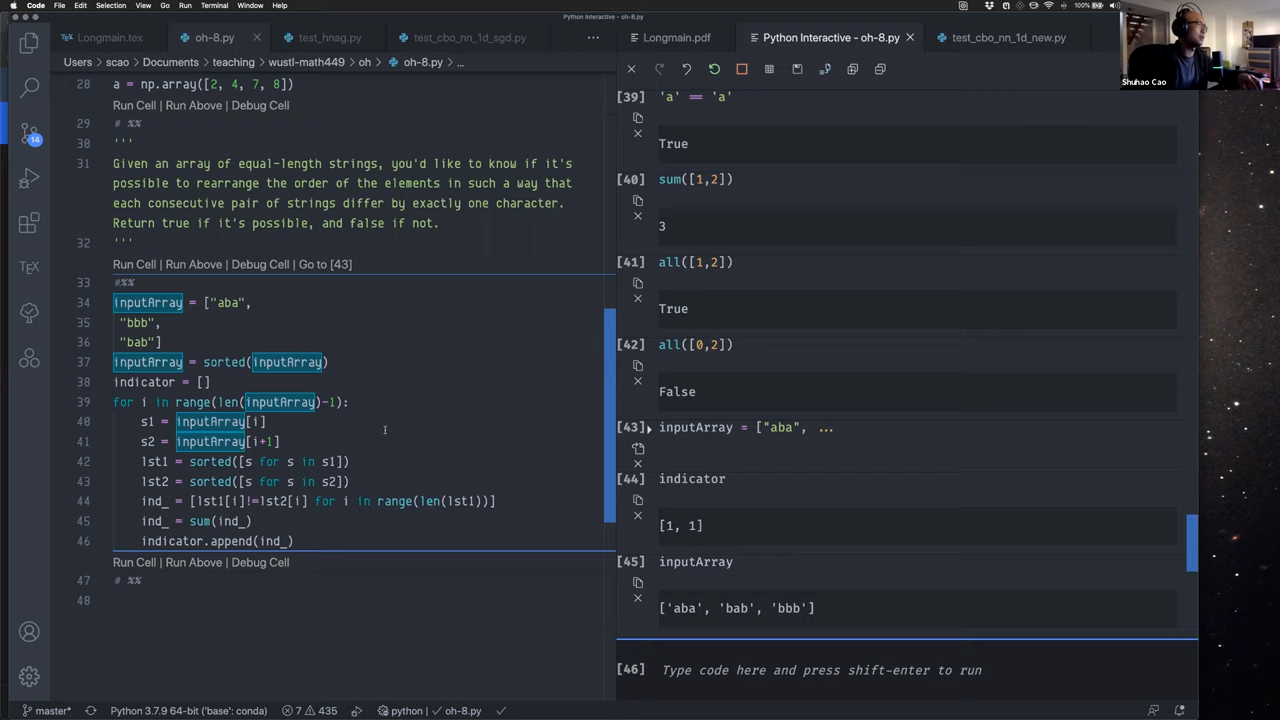 Code File Edit Selection View Go Run Terminal Window Help 100%
Python Interactive - oh-8.py
Longmain.tex oh-8.py test_hnag.py test_cbo_nn_1d_sgd.py ...
Longmain.pdf Python Interactive - oh-8.py test_cbo_nn_1d_new.py
Shuhao Cao
Users > scao > Documents > teaching > wustl-math449 > oh > oh-8.py > ...
28 a = np.array([2, 4, 7, 8])
Run Cell | Run Above | Debug Cell
29 # %%
30 '''
31 Given an array of equal-length strings, you'd like to know if it's
possible to rearrange the order of the elements in such a way that
each consecutive pair of strings differ by exactly one character.
Return true if it's possible, and false if not.
32 '''
Run Cell | Run Above | Debug Cell | Go to [43]
33 #%%
34 inputArray = ["aba",
35 "bbb",
36 "bab"]
37 inputArray = sorted(inputArray)
38 indicator = []
39 for i in range(len(inputArray)-1):
40 s1 = inputArray[i]
41 s2 = inputArray[i+1]
42 lst1 = sorted([s for s in s1])
43 lst2 = sorted([s for s in s2])
44 ind_ = [lst1[i]!=lst2[i] for i in range(len(lst1))]
45 ind_ = sum(ind_)
46 indicator.append(ind_)
Run Cell | Run Above | Debug Cell
47 # %%
48
[39] 'a' == 'a'
True
[40] sum([1,2])
3
[41] all([1,2])
True
[42] all([0,2])
False
[43] inputArray = ["aba", ...
[44] indicator
[1, 1]
[45] inputArray
['aba', 'bab', 'bbb']
[46] Type code here and press shift-enter to run
14
TEX
master* Python 3.7.9 64-bit ('base': conda) 7 435 python | oh-8.py